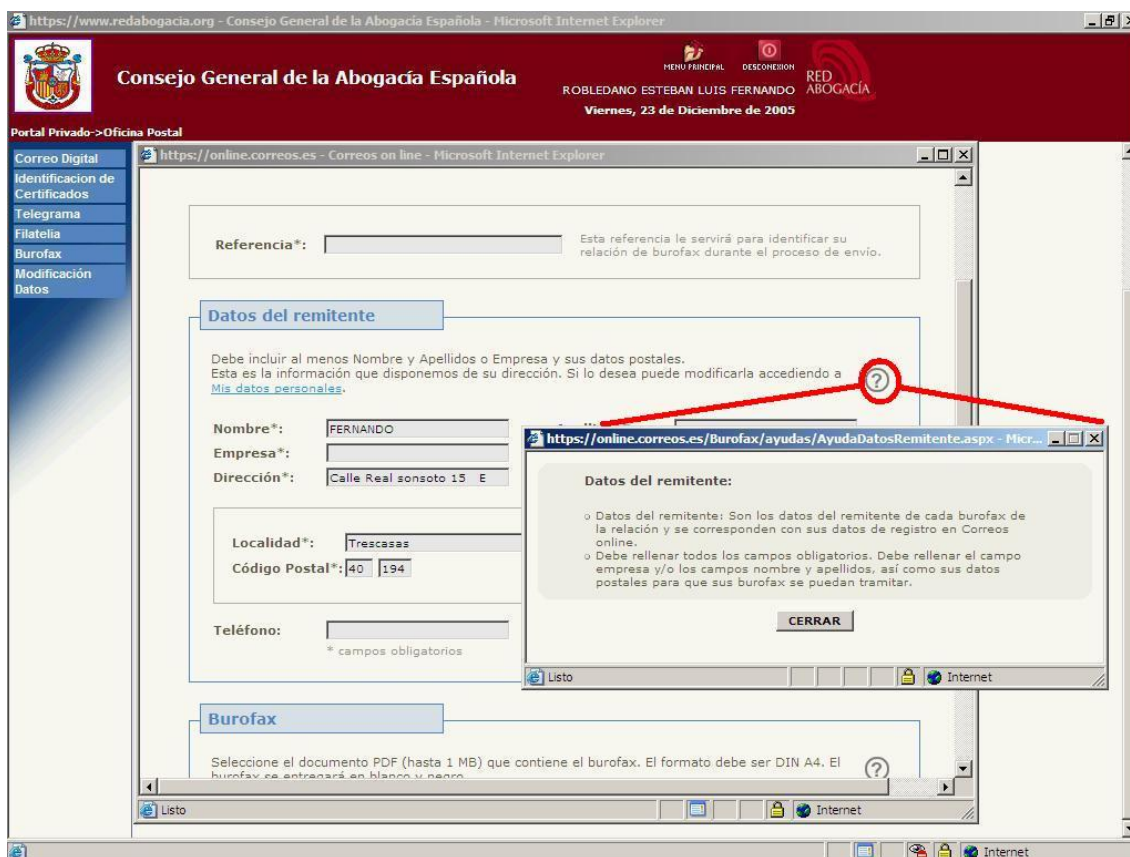 https://www.redabogacia.org - Consejo General de la Abogacía Española - Microsoft Internet Explorer
Consejo General de la Abogacía Española
MENU PRINCIPAL
DESCONEXION
RED
ABOGACÍA
ROBLEDANO ESTEBAN LUIS FERNANDO
Viernes, 23 de Diciembre de 2005
Portal Privado->Oficina Postal
Correo Digital
Identificacion de
Certificados
Telegrama
Filatelia
Burofax
Modificación
Datos
https://online.correos.es - Correos on line - Microsoft Internet Explorer
Referencia*:
Esta referencia le servirá para identificar su
relación de burofax durante el proceso de envío.
Datos del remitente
Debe incluir al menos Nombre y Apellidos o Empresa y sus datos postales.
Esta es la información que disponemos de su dirección. Si lo desea puede modificarla accediendo a
Mis datos personales.
?
Nombre*: FERNANDO
Empresa*:
Dirección*: Calle Real sonsoto 15 E
Localidad*: Trescasas
Código Postal*: 40 194
Teléfono:
* campos obligatorios
https://online.correos.es/Burofax/ayudas/AyudaDatosRemitente.aspx - Micr...
Datos del remitente:
Datos del remitente: Son los datos del remitente de cada burofax de
la relación y se corresponden con sus datos de registro en Correos
online.
Debe rellenar todos los campos obligatorios. Debe rellenar el campo
empresa y/o los campos nombre y apellidos, así como sus datos
postales para que sus burofax se puedan tramitar.
CERRAR
Listo
Internet
Burofax
Seleccione el documento PDF (hasta 1 MB) que contiene el burofax. El formato debe ser DIN A4. El
burofax se entregará en blanco y negro.
?
Listo
Internet
Internet